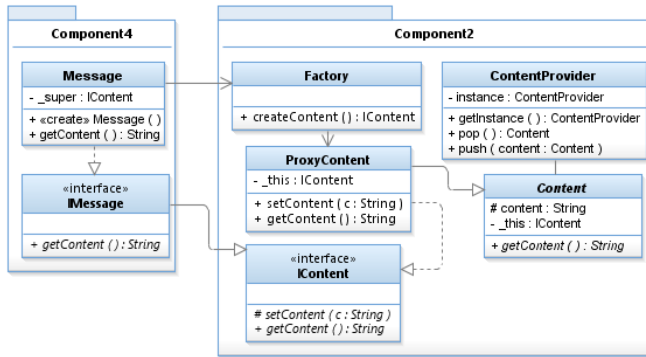 Component4
Message
- _super : IContent
+ «create» Message ( )
+ getContent ( ) : String
«interface»
IMessage
+ getContent ( ) : String
Component2
Factory
+ createContent ( ) : IContent
ContentProvider
- instance : ContentProvider
+ getInstance ( ) : ContentProvider
+ pop ( ) : Content
+ push ( content : Content )
ProxyContent
- _this : IContent
+ setContent ( c : String )
+ getContent ( ) : String
Content
# content : String
- _this : IContent
+ getContent ( ) : String
«interface»
IContent
# setContent ( c : String )
+ getContent ( ) : String